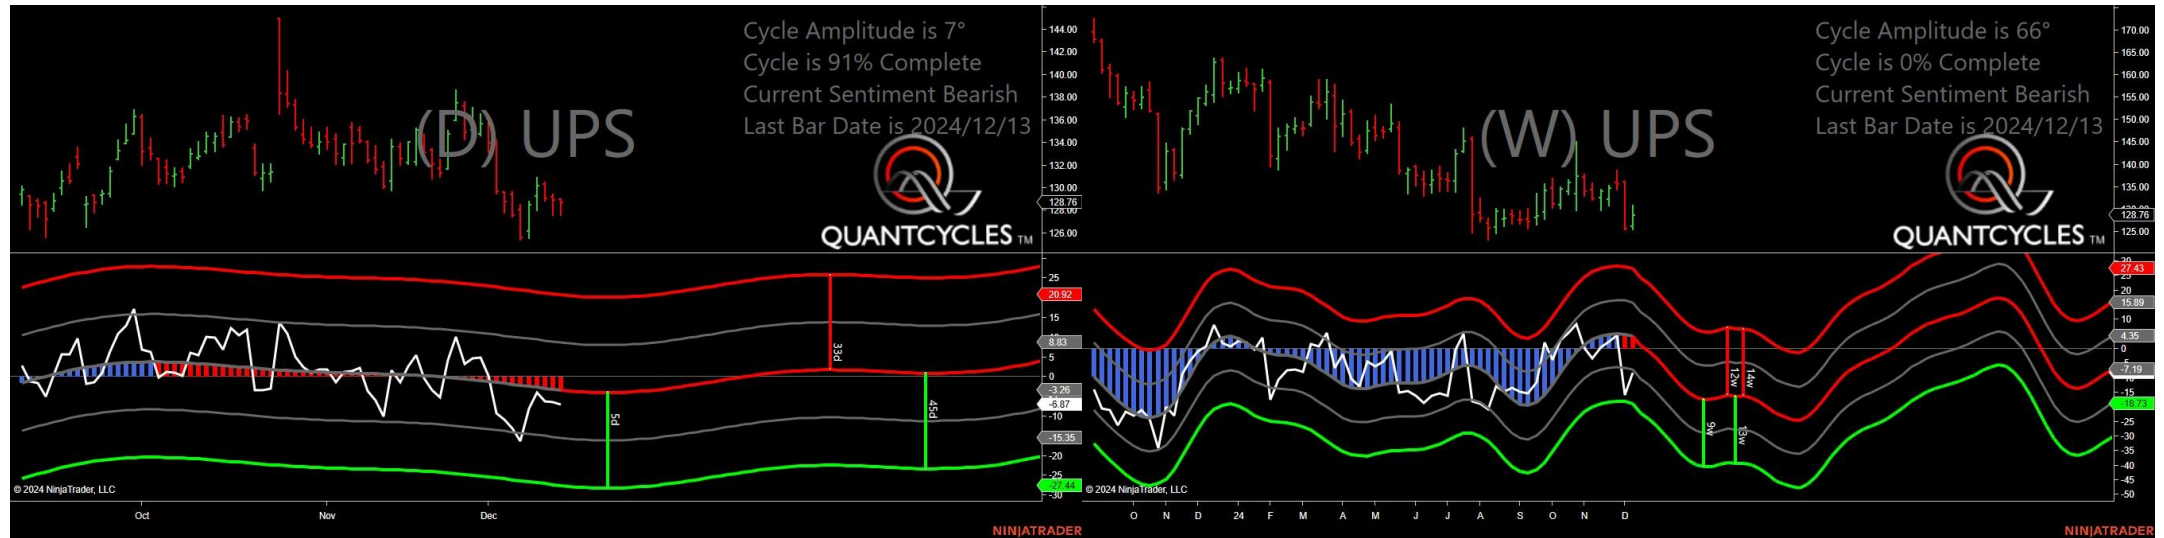 Cycle Amplitude is 7°
Cycle is 91% Complete
Current Sentiment Bearish
Last Bar Date is 2024/12/13
(D) UPS
QUANTCYCLES TM
144.00
142.00
140.00
138.00
136.00
134.00
132.00
130.00
128.76
128.00
126.00
25
20.92
15
8.83
5
0
-3.26
-6.87
-10
-15.35
-20
-25
-27.44
-30
33d
5d
45d
© 2024 NinjaTrader, LLC
Oct Nov Dec
NINJATRADER
Cycle Amplitude is 66°
Cycle is 0% Complete
Current Sentiment Bearish
Last Bar Date is 2024/12/13
(W) UPS
QUANTCYCLES TM
170.00
165.00
160.00
155.00
150.00
145.00
140.00
135.00
128.76
125.00
27.43
20
15.89
10
4.35
0
-7.19
-15
-18.73
-25
-30
-35
-40
-45
-50
12w
14w
9w
13w
© 2024 NinjaTrader, LLC
O N D 24 F M A M J J A S O N D
NINJATRADER